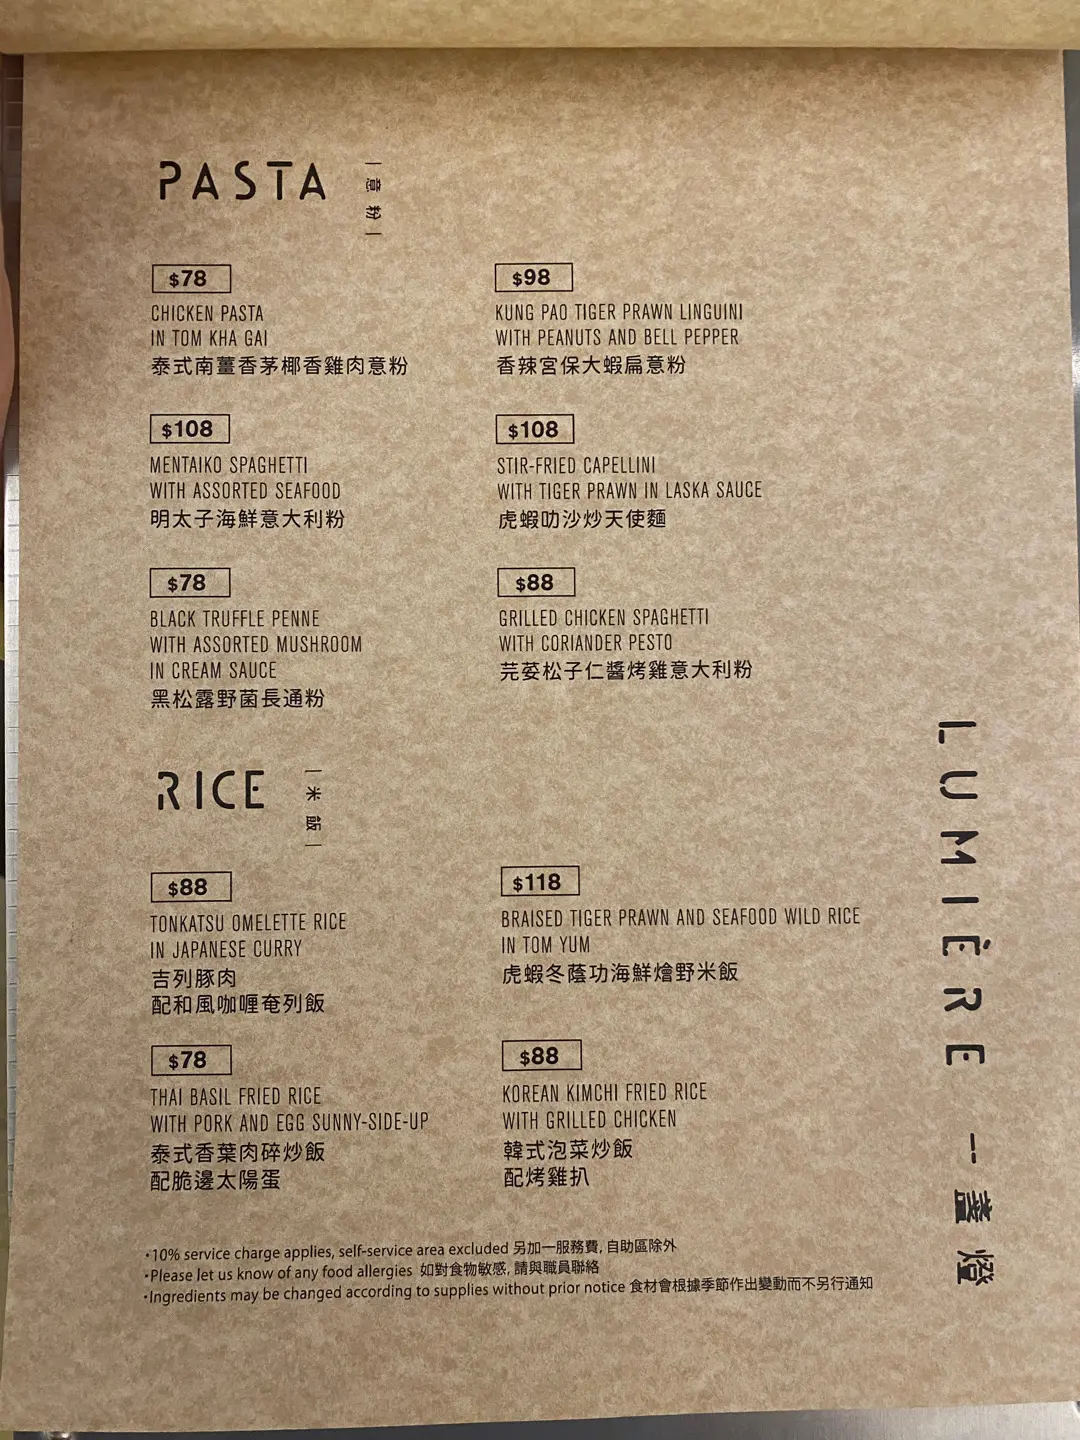 PASTA
意粉
$78
CHICKEN PASTA
IN TOM KHA GAI
泰式南薑香茅椰香雞肉意粉
$98
KUNG PAO TIGER PRAWN LINGUINI
WITH PEANUTS AND BELL PEPPER
香辣宮保大蝦扁意粉
$108
MENTAIKO SPAGHETTI
WITH ASSORTED SEAFOOD
明太子海鮮意大利粉
$108
STIR-FRIED CAPELLINI
WITH TIGER PRAWN IN LASKA SAUCE
虎蝦叻沙炒天使麵
$78
BLACK TRUFFLE PENNE
WITH ASSORTED MUSHROOM
IN CREAM SAUCE
黑松露野菌長通粉
$88
GRILLED CHICKEN SPAGHETTI
WITH CORIANDER PESTO
芫荽松子仁醬烤雞意大利粉
RICE
米飯
$88
TONKATSU OMELETTE RICE
IN JAPANESE CURRY
吉列豚肉
配和風咖喱奄列飯
$118
BRAISED TIGER PRAWN AND SEAFOOD WILD RICE
IN TOM YUM
虎蝦冬蔭功海鮮燴野米飯
$78
THAI BASIL FRIED RICE
WITH PORK AND EGG SUNNY-SIDE-UP
泰式香葉肉碎炒飯
配脆邊太陽蛋
$88
KOREAN KIMCHI FRIED RICE
WITH GRILLED CHICKEN
韓式泡菜炒飯
配烤雞扒
•10% service charge applies, self-service area excluded 另加一服務費, 自助區除外
•Please let us know of any food allergies 如對食物敏感, 請與職員聯絡
•Ingredients may be changed according to supplies without prior notice 食材會根據季節作出變動而不另行通知
LUMIÈRE 一盞燈